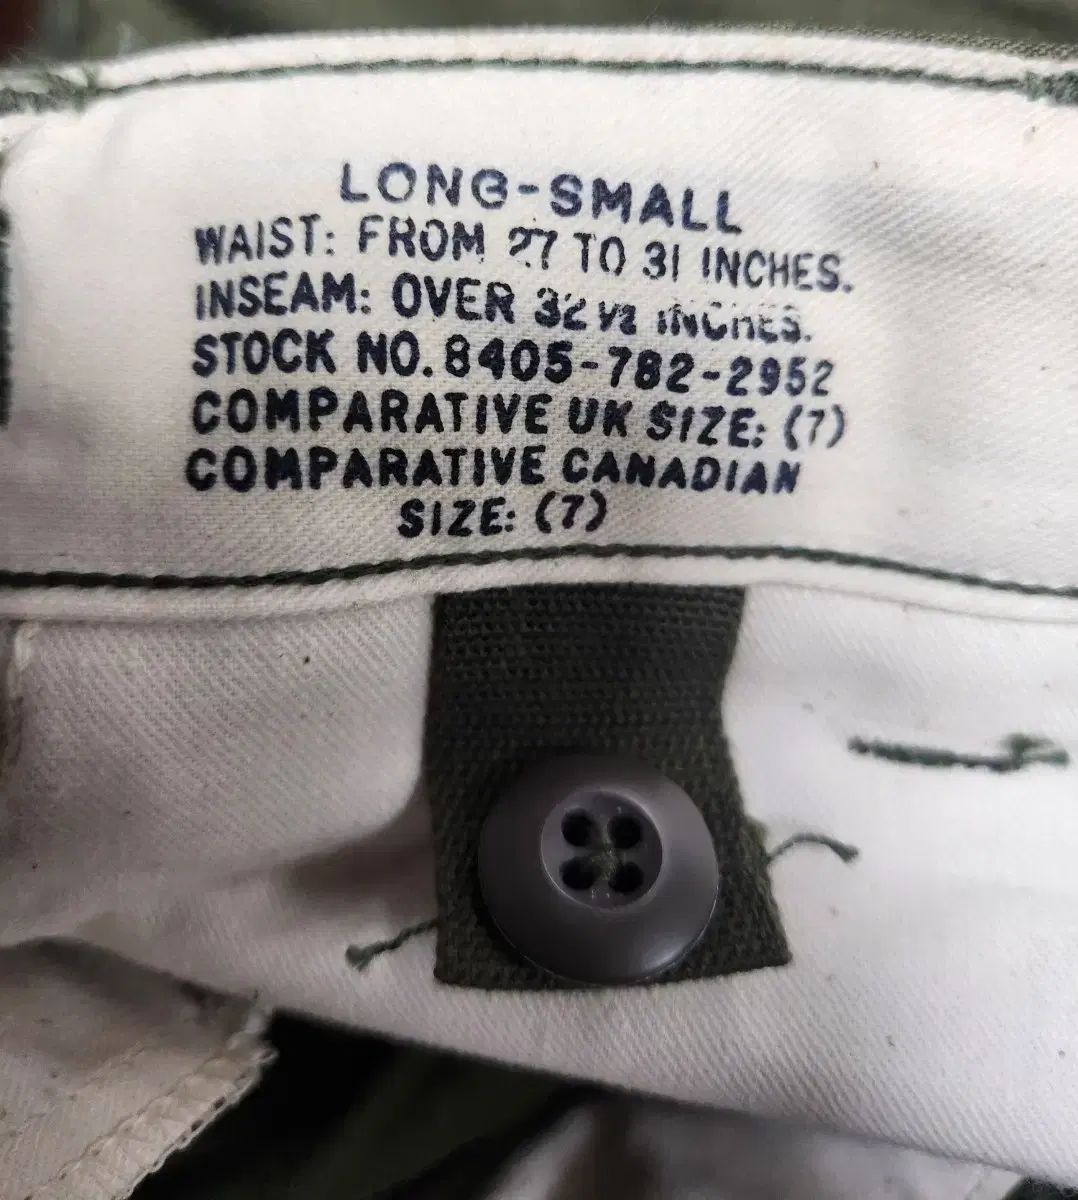 LONG-SMALL
WAIST: FROM 27 TO 31 INCHES.
INSEAM: OVER 32 1/2 INCHES.
STOCK NO. 8405-782-2952
COMPARATIVE UK SIZE: (7)
COMPARATIVE CANADIAN
SIZE: (7)